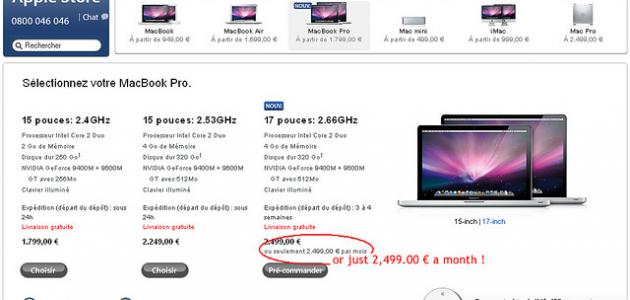 Apple Store
0800 046 046 | Chat
Rechercher
MacBook
À partir de 949,00 €
MacBook Air
À partir de 1.699,00 €
NOUV.
MacBook Pro
À partir de 1.799,00 €
Mac mini
À partir de 499,00 €
iMac
À partir de 999,00 €
Mac Pro
À 2.499,00 €
Sélectionnez votre MacBook Pro.
15 pouces: 2.4GHz
Processeur Intel Core 2 Duo
2 Go de Mémoire
Disque dur 250 Go1
NVIDIA GeForce 9400M + 9600M
GT avec 256Mo
Clavier illuminé
Expédition (départ du dépôt) : sous
24h
Livraison gratuite
1.799,00 €
Choisir
15 pouces: 2.53GHz
Processeur Intel Core 2 Duo
4 Go de Mémoire
Disque dur 320 Go1
NVIDIA GeForce 9400M + 9600M
GT avec 512Mo
Clavier illuminé
Expédition (départ du dépôt) : sous
24h
Livraison gratuite
2.249,00 €
Choisir
NOUV.
17 pouces: 2.66GHz
Processeur Intel Core 2 Duo
4 Go de Mémoire
Disque dur 320 Go1
NVIDIA GeForce 9400M + 9600M
GT avec 512Mo
Clavier illuminé
Expédition (départ du dépôt) : 3 à 4
semaines
Livraison gratuite
2.499,00 €
ou seulement 2.499,00 € par mois
Pré-commander
15-inch | 17-inch
or just 2,499.00 € a month !